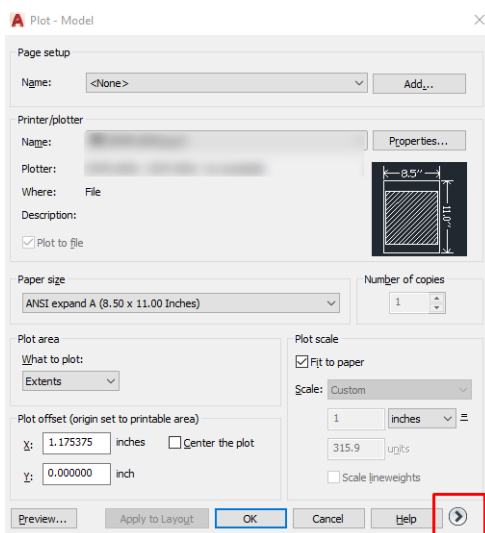 Plot - Model
Page setup
Name: <None> Add...
Printer/plotter
Name: Properties...
Plotter:
Where: File
Description:
Plot to file
8.5"
11.0"
Paper size
ANSI expand A (8.50 x 11.00 Inches)
Number of copies
1
Plot area
What to plot:
Extents
Plot offset (origin set to printable area)
X: 1.175375 inches Center the plot
Y: 0.000000 inch
Plot scale
Fit to paper
Scale: Custom
1 inches =
315.9 units
Scale lineweights
Preview... Apply to Layout OK Cancel Help